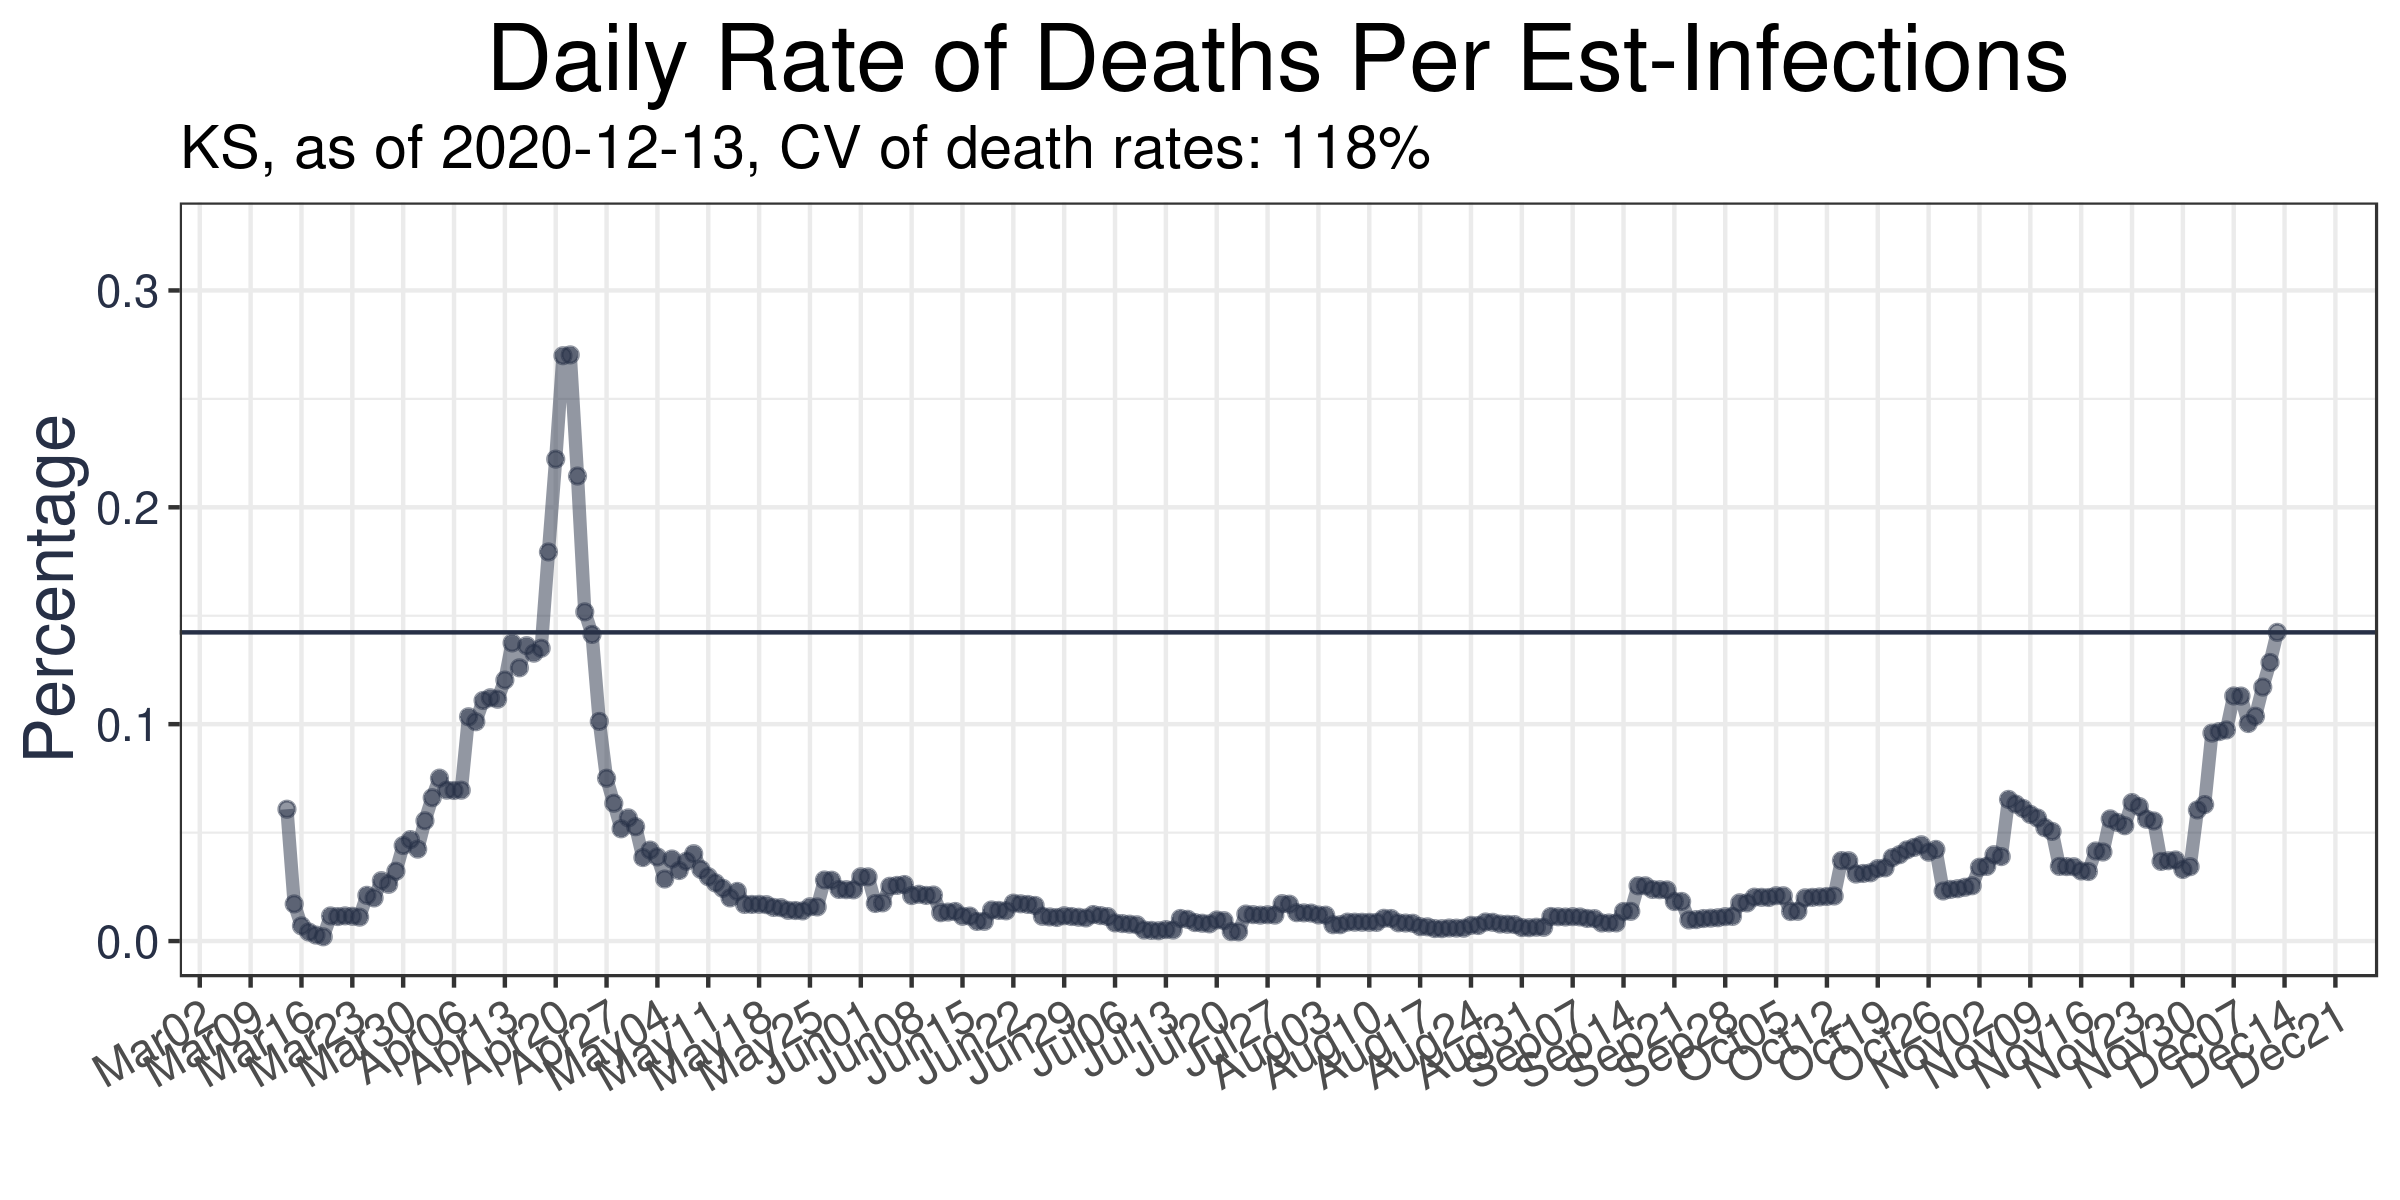 Daily Rate of Deaths Per Est-Infections
KS, as of 2020-12-13, CV of death rates: 118%
Percentage
0.3
0.2
0.1
0.0
Mar02
Mar09
Mar16
Mar23
Mar30
Apr06
Apr13
Apr20
Apr27
May04
May11
May18
May25
Jun01
Jun08
Jun15
Jun22
Jun29
Jul06
Jul13
Jul20
Jul27
Aug03
Aug10
Aug17
Aug24
Aug31
Sep07
Sep14
Sep21
Sep28
Oct05
Oct12
Oct19
Oct26
Nov02
Nov09
Nov16
Nov23
Nov30
Dec07
Dec14
Dec21